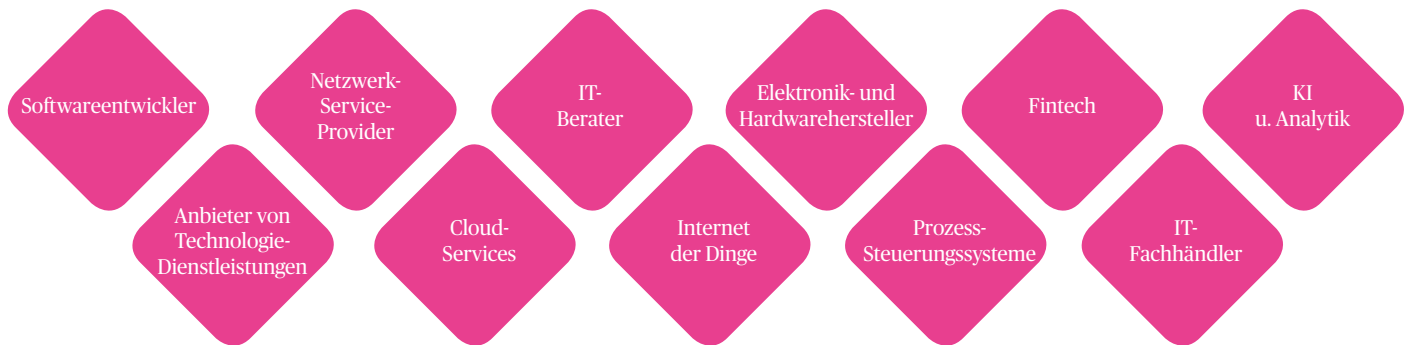 Softwareentwickler
Netzwerk-
Service-
Provider
IT-
Berater
Elektronik- und
Hardwarehersteller
Fintech
KI
u. Analytik
Anbieter von
Technologie-
Dienstleistungen
Cloud-
Services
Internet
der Dinge
Prozess-
Steuerungssysteme
IT-
Fachhändler